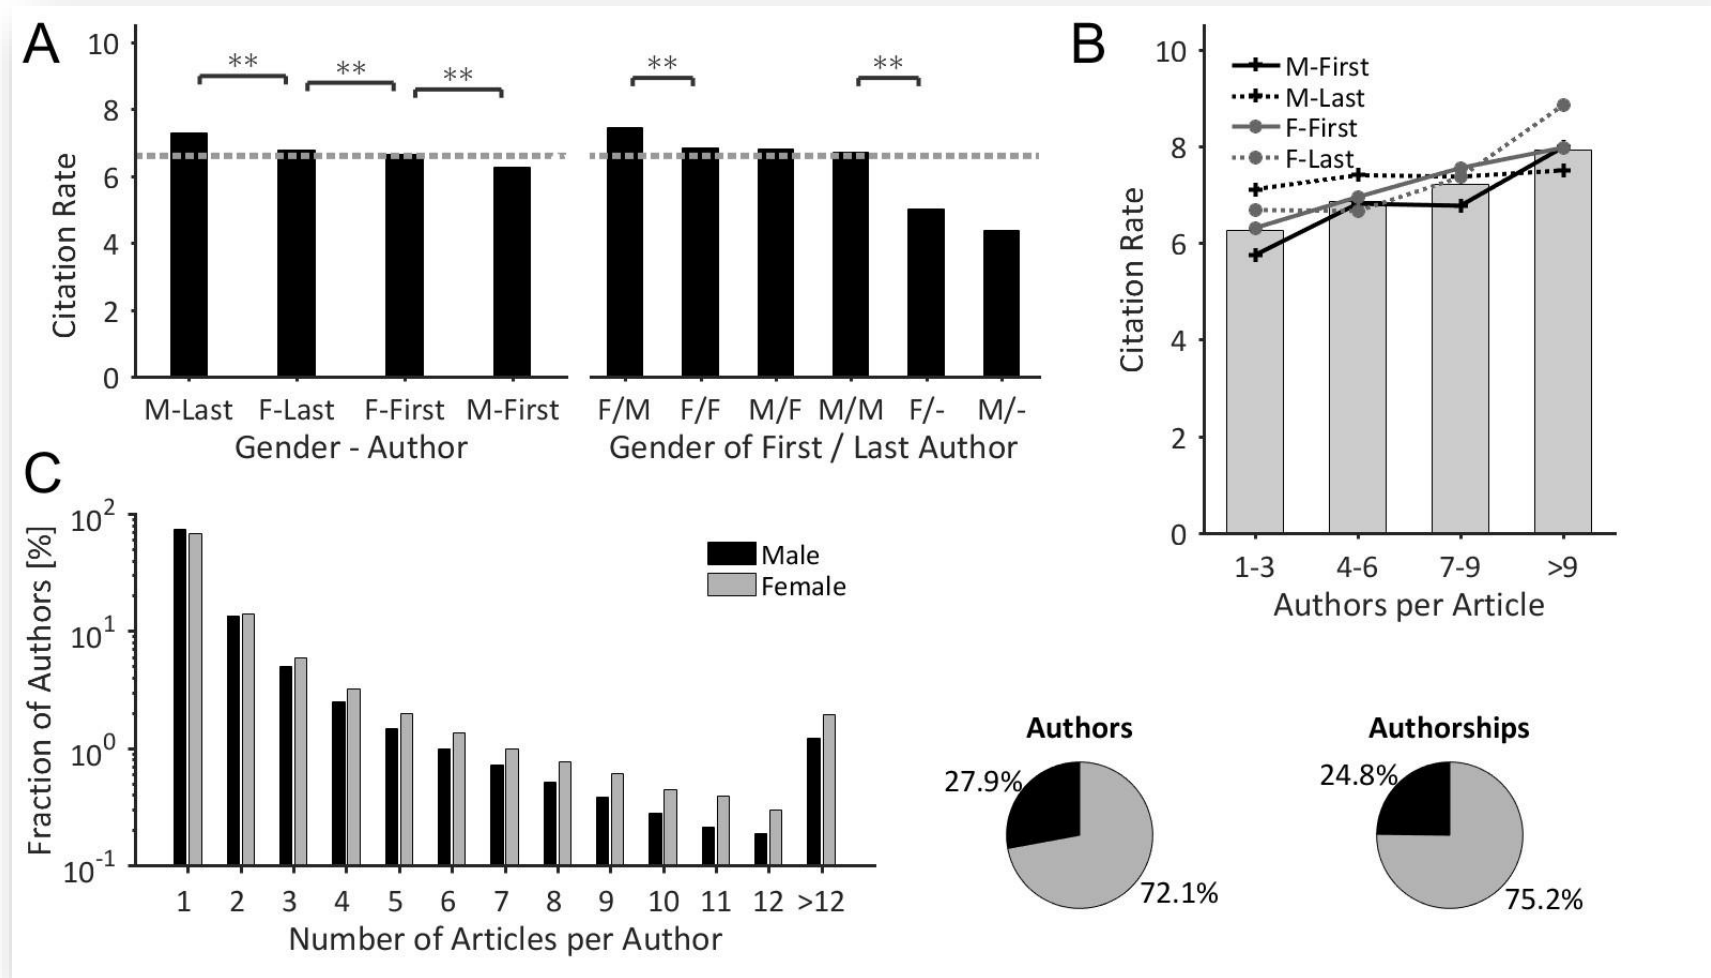 A
10
8
6
4
2
0
Citation Rate
**
**
**
**
**
M-Last F-Last F-First M-First
Gender - Author
F/M F/F M/F M/M F/- M/-
Gender of First / Last Author
B
10
8
6
4
2
0
Citation Rate
M-First
M-Last
F-First
F-Last
1-3 4-6 7-9 >9
Authors per Article
C
10²
10¹
10⁰
10⁻¹
Fraction of Authors [%]
Male
Female
1 2 3 4 5 6 7 8 9 10 11 12 >12
Number of Articles per Author
Authors
27.9%
72.1%
Authorships
24.8%
75.2%